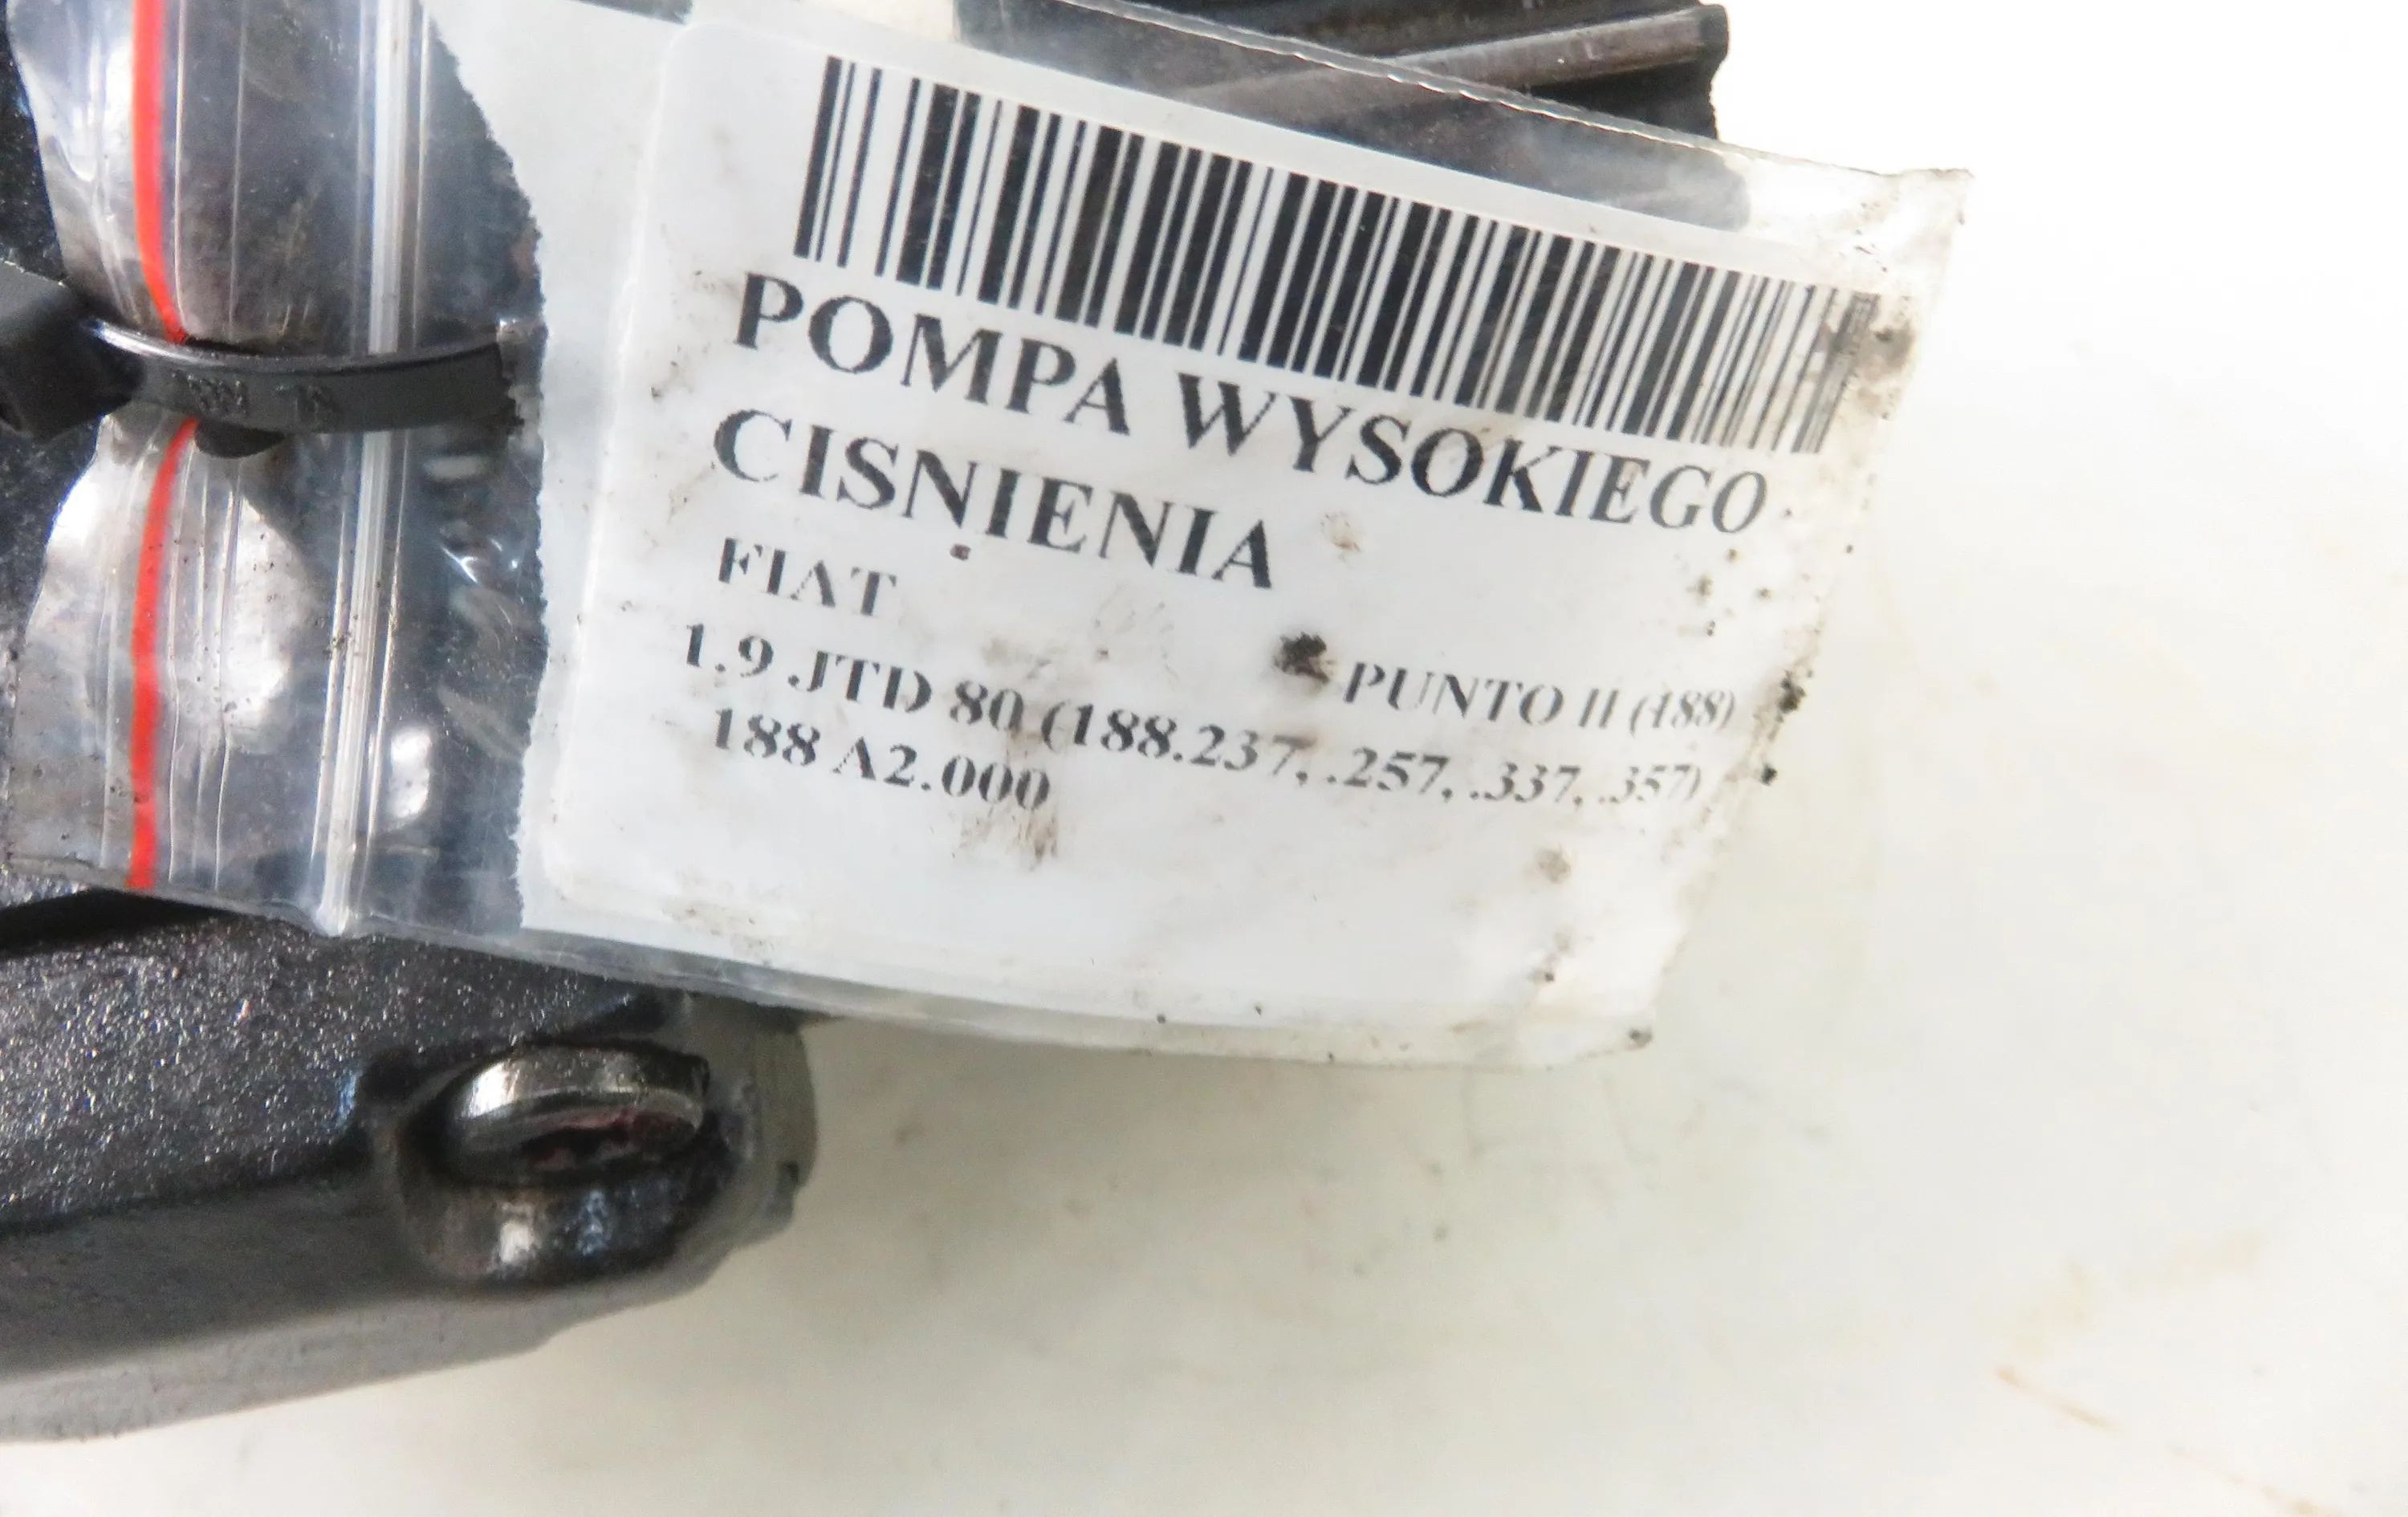 POMPA WYSOKIEGO
CISNIENIA
FIAT PUNTO II (188)
1.9 JTD 80 (188.237, .257, .337, .357)
188 A2.000